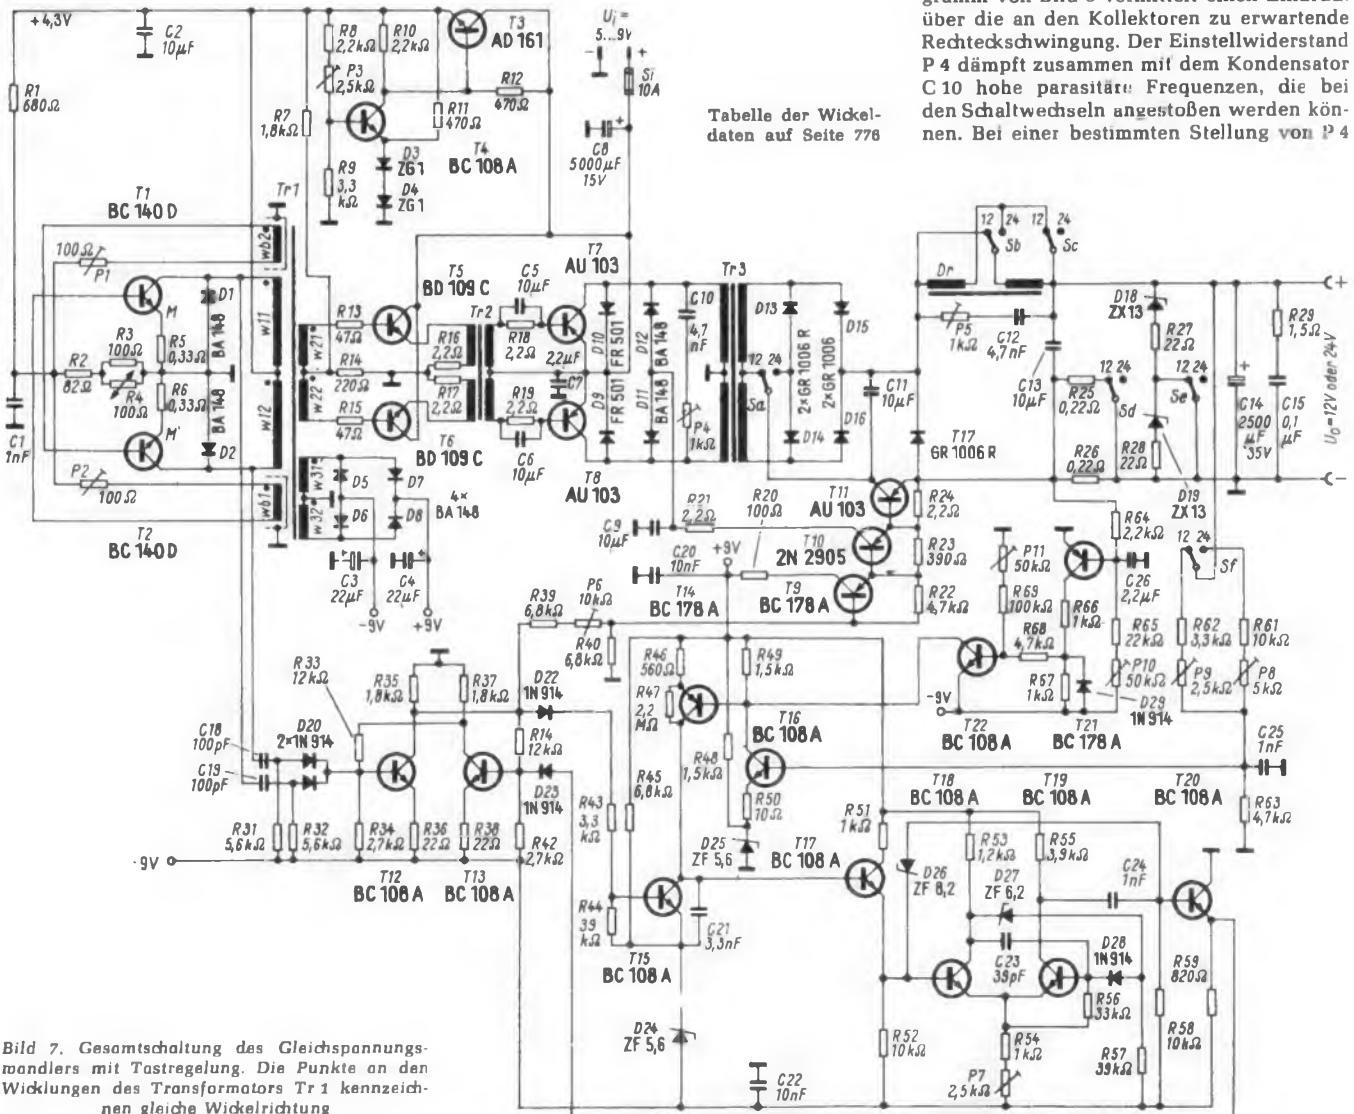 gramm von Bild 8 vermittelt einen Eindruck
über die an den Kollektoren zu erwartende
Rechteckschwingung. Der Einstellwiderstand
P 4 dämpft zusammen mit dem Kondensator
C 10 hohe parasitäre Frequenzen, die bei
den Schaltwechseln angestoßen werden kön-
nen. Bei einer bestimmten Stellung von P 4
Tabelle der Wickel-
daten auf Seite 776
+4,3V
C2
10µF
R8
2,2kΩ
R10
2,2kΩ
T3
AD 161
Ui =
5...9V
- +
Si
10A
R1
680Ω
P3
2,5kΩ
R12
470Ω
R7
1,8kΩ
R11
470Ω
T4
BC 108 A
C8
5000µF
15V
R9
3,3
kΩ
D3
ZG 1
D4
ZG 1
T1
BC 140 D
Tr1
100Ω
P1
wb2
M
D1
BA 148
w11
R3
100Ω
R5
0,33Ω
R2
82Ω
R4
100Ω
R6
0,33Ω
BA 148
w12
M'
D2
C1
1nF
P2
100Ω
wb1
T2
BC 140 D
w21
w22
w31
w32
R13
47Ω
R14
220Ω
R15
47Ω
T5
BD 109 C
T6
BD 109 C
R16
2,2Ω
R17
2,2Ω
Tr2
C5
10µF
R18
2,2Ω
R19
2,2Ω
C6
10µF
2,2µF
C7
T7
AU 103
T8
AU 103
D10
FR 501
D9
FR 501
D12
BA 148
D11
BA 148
D5
D6
D7
D8
4×
BA 148
C3
22µF
C4
22µF
-9V
+9V
Tr3
C10
4,7
nF
P4
1kΩ
D13
D14
D15
D16
2×GR 1006 R
2×GR 1006
12 24
Sa
C11
10µF
T17
GR 1006 R
Dr
12 24
Sb
12 24
Sc
P5
1kΩ
C12
4,7nF
C13
10µF
R25
0,22Ω
12 24
Sd
R26
0,22Ω
D18
ZX 13
R27
22Ω
12 24
Se
R28
22Ω
D19
ZX 13
C14
2500
µF
35V
R29
1,5Ω
C15
0,1
µF
U0=12V oder 24V
+
-
C9
10µF
R21
2,2Ω
R20
100Ω
T11
AU 103
T10
2N 2905
R24
2,2Ω
R23
390Ω
R22
4,7kΩ
C20
10nF
+9V
T14
BC 178 A
T9
BC 178 A
P11
50kΩ
R69
100kΩ
R68
4,7kΩ
R66
1kΩ
R67
1kΩ
R64
2,2kΩ
C26
2,2µF
R65
22kΩ
P10
50kΩ
D29
1N 914
T21
BC 178A
T22
BC 108 A
-9V
12 24
Sf
R62
3,3kΩ
R61
10kΩ
P9
2,5kΩ
P8
5kΩ
C25
1nF
R63
4,7kΩ
R33
12kΩ
R35
1,8kΩ
R37
1,8kΩ
R39
6,8kΩ
P6
10kΩ
R40
6,8kΩ
D22
1N 914
R14
12kΩ
D23
1N 914
C18
100pF
C19
100pF
D20
2×1N 914
R31
5,6kΩ
R32
5,6kΩ
R34
2,7kΩ
R36
22Ω
R38
22Ω
R42
2,7kΩ
-9V
T12
BC 108 A
T13
BC 108 A
R43
3,3
kΩ
R44
39
kΩ
R45
6,8kΩ
R46
560Ω
R47
2,2
MΩ
R49
1,5kΩ
R48
1,5kΩ
T16
BC 108 A
R50
10Ω
D25
ZF 5,6
T15
BC 108 A
C21
3,3nF
D24
ZF 5,6
C22
10nF
T17
BC 108 A
R51
1kΩ
R52
10kΩ
D26
ZF 8,2
T18
BC 108 A
T19
BC 108 A
R53
1,2kΩ
D27
ZF 6,2
R55
3,9kΩ
C24
1nF
T20
BC 108 A
C23
39pF
D28
1N 914
R56
33kΩ
R54
1kΩ
P7
2,5kΩ
R57
39kΩ
R58
10kΩ
R59
820Ω
Bild 7. Gesamtschaltung des Gleichspannungs-
wandlers mit Tastregelung. Die Punkte an den
Wicklungen des Transformators Tr 1 kennzeich-
nen gleiche Wickelrichtung